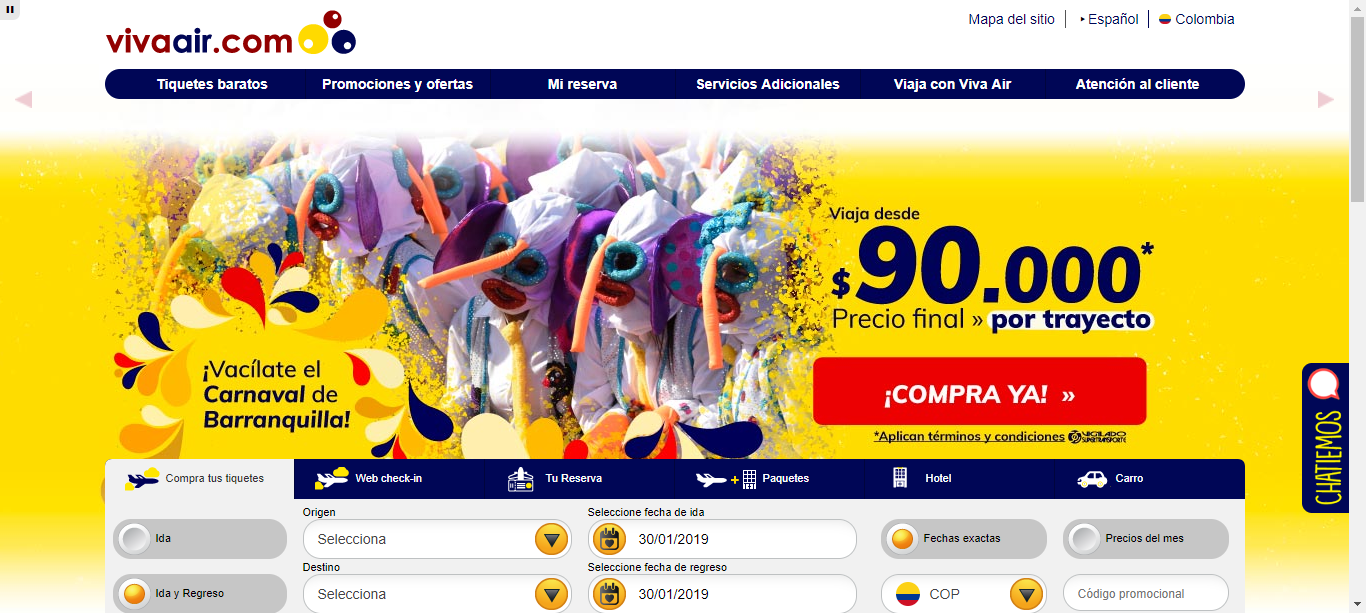 vivaair.com
Mapa del sitio
Español
Colombia
Tiquetes baratos
Promociones y ofertas
Mi reserva
Servicios Adicionales
Viaja con Viva Air
Atención al cliente
¡Vacílate el
Carnaval de
Barranquilla!
Viaja desde
$90.000*
Precio final » por trayecto
¡COMPRA YA! »
*Aplican términos y condiciones VIGILADO SUPERTRANSPORTE
CHATIEMOS
Compra tus tiquetes
Web check-in
Tu Reserva
Paquetes
Hotel
Carro
Ida
Ida y Regreso
Origen
Selecciona
Destino
Selecciona
Seleccione fecha de ida
30/01/2019
Seleccione fecha de regreso
30/01/2019
Fechas exactas
Precios del mes
COP
Código promocional